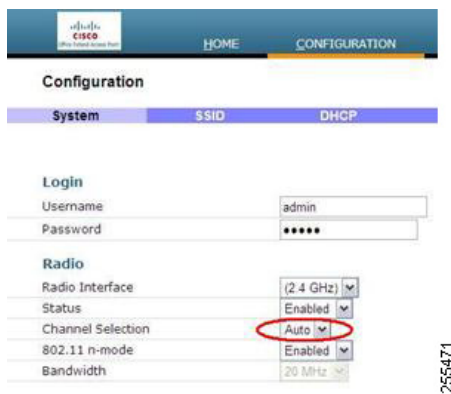 CISCO
HOME CONFIGURATION
Configuration
System SSID DHCP
Login
Username admin
Password •••••
Radio
Radio Interface (2.4 GHz)
Status Enabled
Channel Selection Auto
802.11 n-mode Enabled
Bandwidth 20 MHz
255471